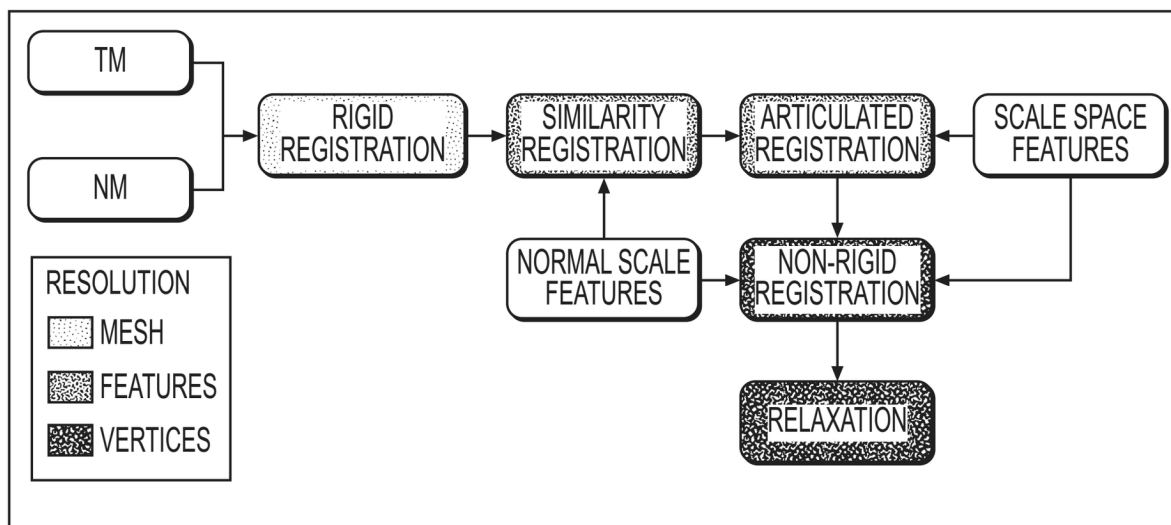 TM
NM
RIGID
REGISTRATION
SIMILARITY
REGISTRATION
ARTICULATED
REGISTRATION
SCALE SPACE
FEATURES
NORMAL SCALE
FEATURES
NON-RIGID
REGISTRATION
RELAXATION
RESOLUTION
MESH
FEATURES
VERTICES